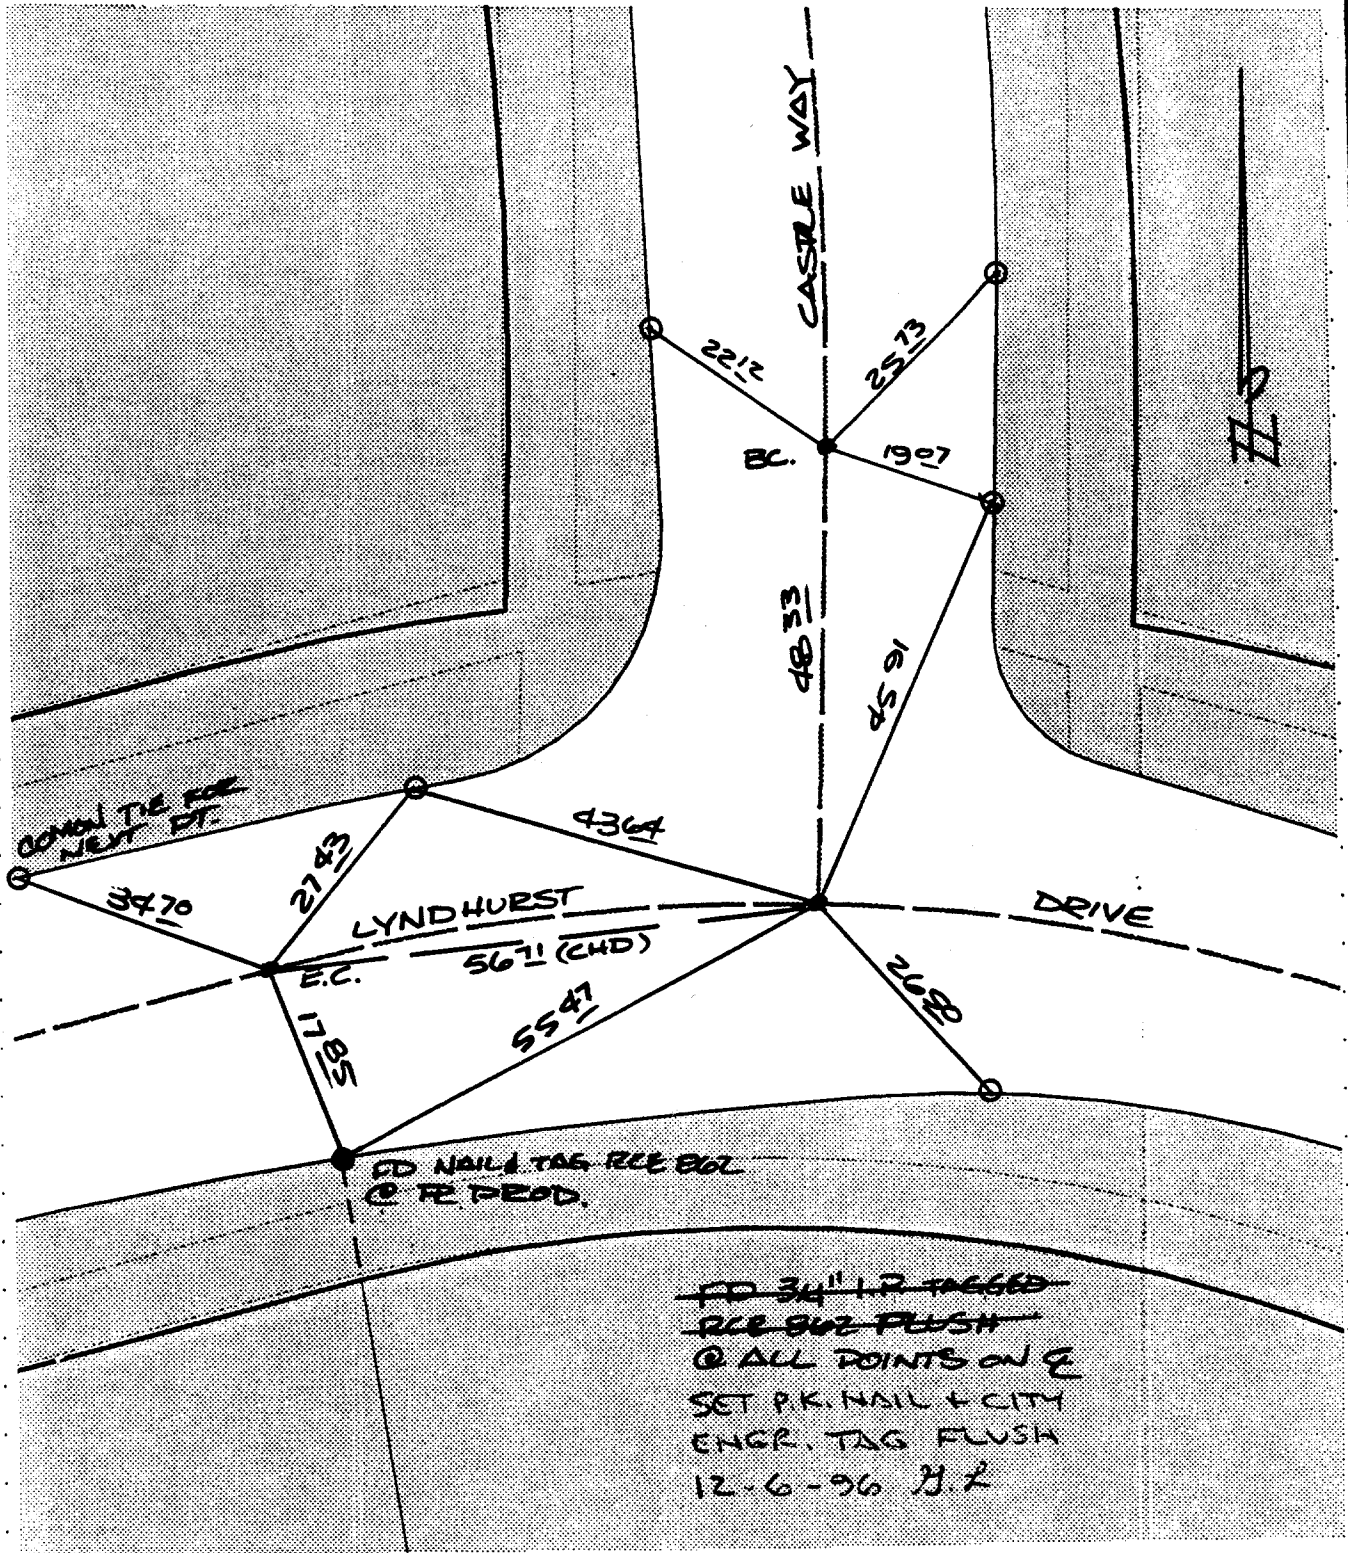 CASTLE WAY
22 12
25 73
BC.
19 07
48 33
45 91
COMON TIE FOR
NEXT PT.
43 64
27 43
34 70
LYNDHURST
DRIVE
56 71 (CHD)
E.C.
26 80
55 47
17 85
FD NAIL & TAG RCE 862
@ PROD.
FD 3/4" I.P. TAGGED
RCE 862 FLUSH
@ ALL POINTS ON ℄
SET P.K. NAIL + CITY
ENGR. TAG FLUSH
12-6-96 G.L